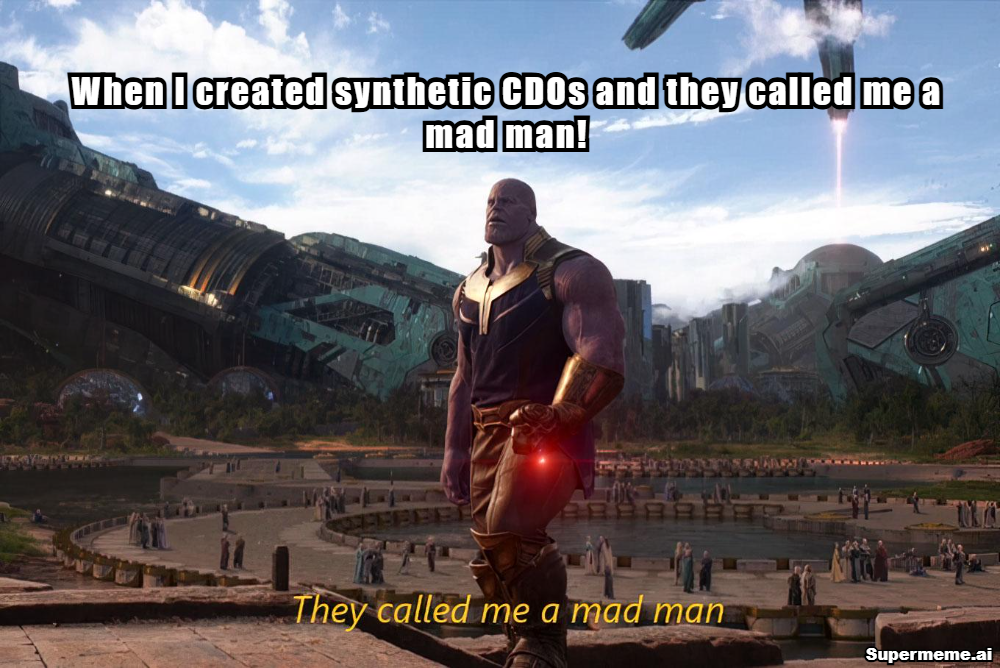 When I created synthetic CDOs and they called me a
mad man!
They called me a mad man
Supermeme.ai